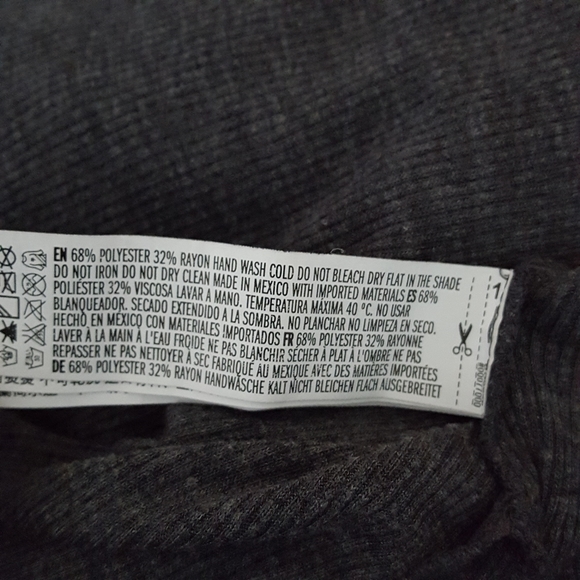 EN 68% POLYESTER 32% RAYON HAND WASH COLD DO NOT BLEACH DRY FLAT IN THE SHADE
DO NOT IRON DO NOT DRY CLEAN MADE IN MEXICO WITH IMPORTED MATERIALS ES 68%
POLIÉSTER 32% VISCOSA LAVAR A MANO. TEMPERATURA MÁXIMA 40 °C. NO USAR
BLANQUEADOR. SECADO EXTENDIDO A LA SOMBRA. NO PLANCHAR NO LIMPIEZA EN SECO.
HECHO EN MÉXICO CON MATERIALES IMPORTADOS FR 68% POLYESTER 32% RAYONNE
LAVER À LA MAIN À L'EAU FROIDE NE PAS BLANCHIR SÉCHER À PLAT À L'OMBRE NE PAS
REPASSER NE PAS NETTOYER À SEC FABRIQUÉ AU MEXIQUE AVEC DES MATIÈRES IMPORTÉES
DE 68% POLYESTER 32% RAYON HANDWÄSCHE KALT NICHT BLEICHEN FLACH AUSGEBREITET
1